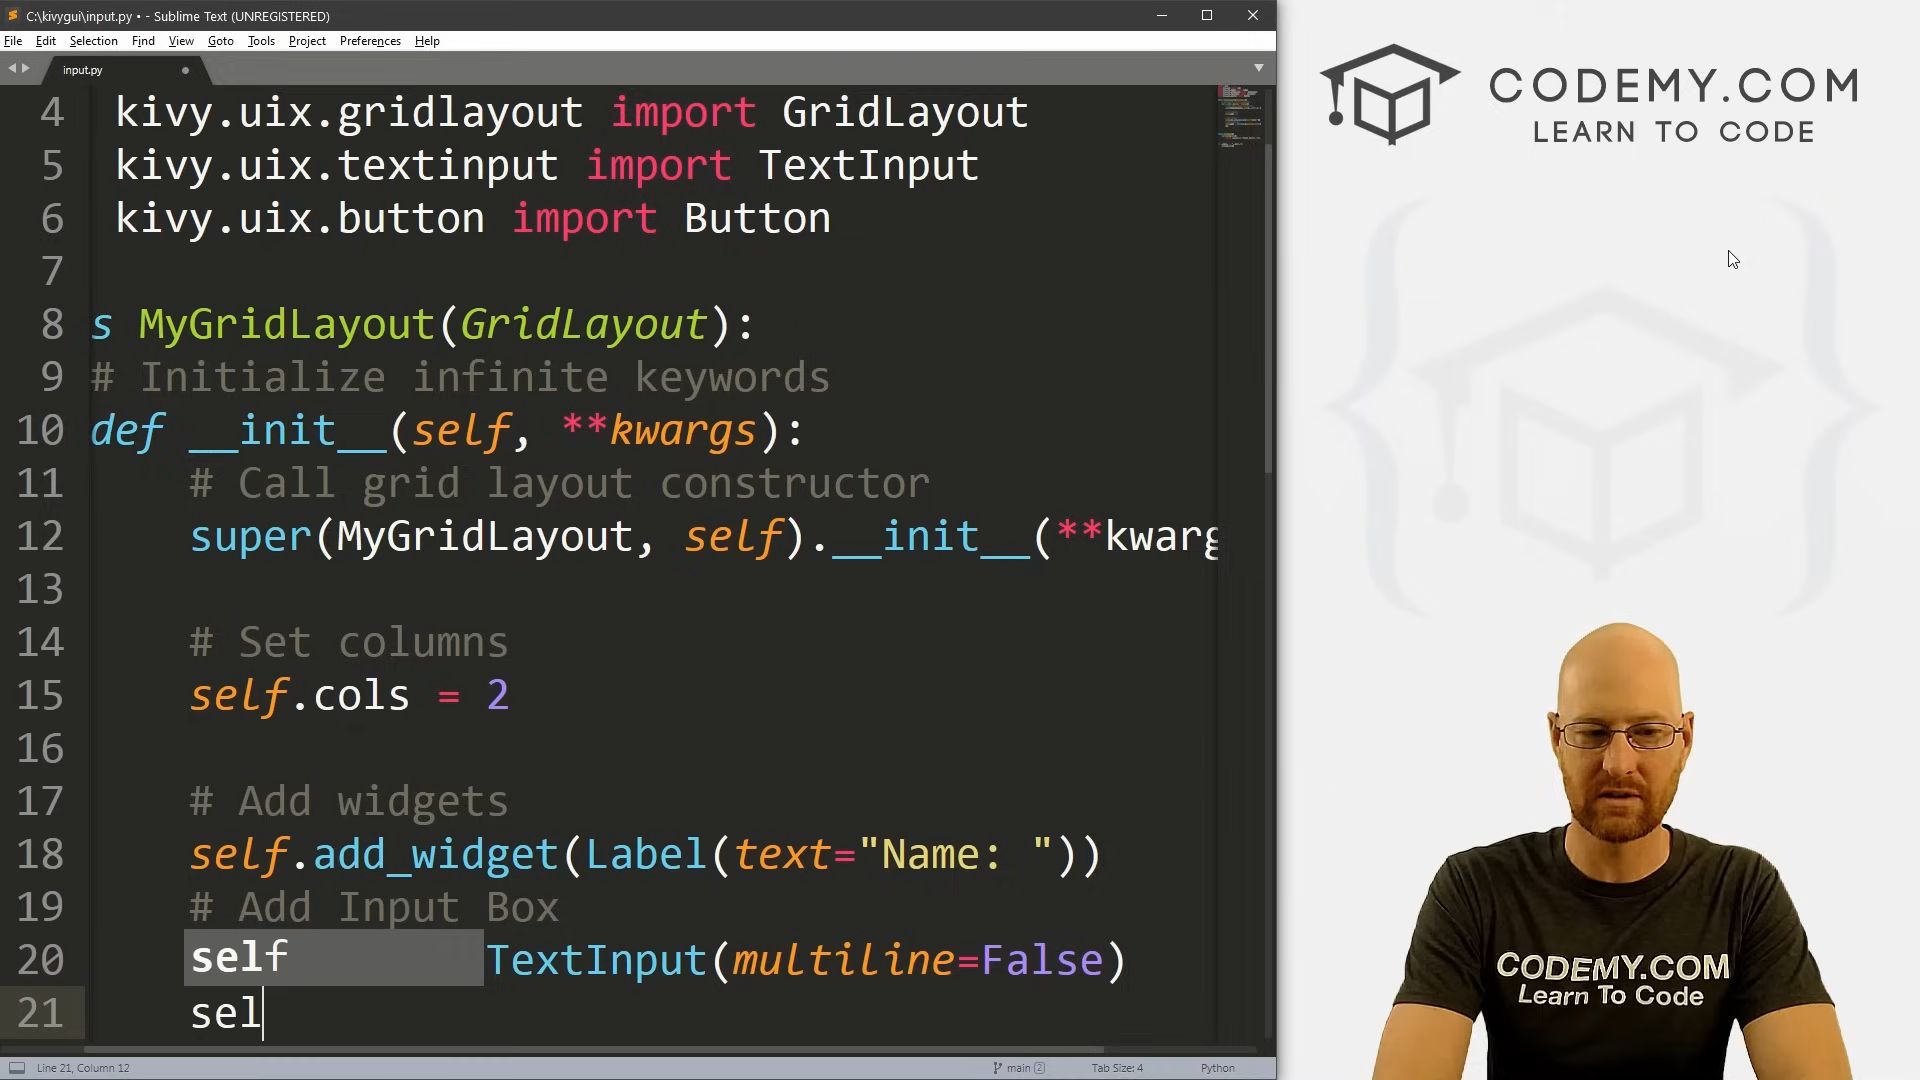 C:\kivygui\input.py • - Sublime Text (UNREGISTERED)
File Edit Selection Find View Goto Tools Project Preferences Help
input.py
4 kivy.uix.gridlayout import GridLayout
5 kivy.uix.textinput import TextInput
6 kivy.uix.button import Button
7
8 s MyGridLayout(GridLayout):
9 # Initialize infinite keywords
10 def __init__(self, **kwargs):
11 # Call grid layout constructor
12 super(MyGridLayout, self).__init__(**kwarg
13
14 # Set columns
15 self.cols = 2
16
17 # Add widgets
18 self.add_widget(Label(text="Name: "))
19 # Add Input Box
self
20 TextInput(multiline=False)
21 sel
Line 21, Column 12
main 2
Tab Size: 4
Python
CODEMY.COM
LEARN TO CODE
CODEMY.COM
Learn To Code